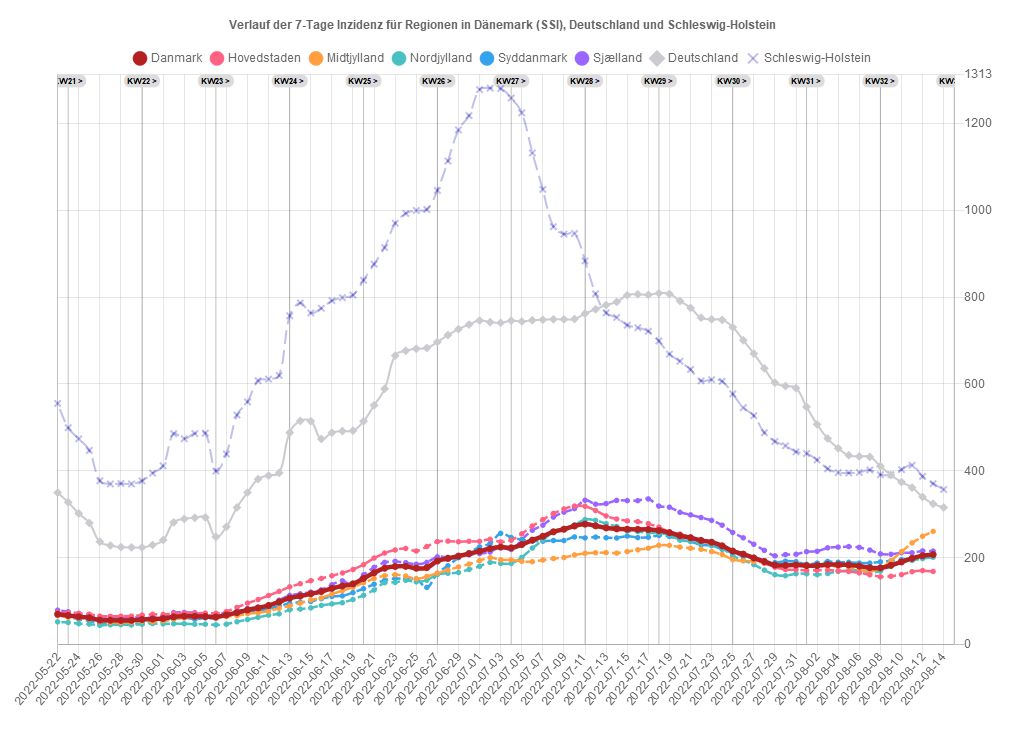 Verlauf der 7-Tage Inzidenz für Regionen in Dänemark (SSI), Deutschland und Schleswig-Holstein
Danmark Hovedstaden Midtjylland Nordjylland Syddanmark Sjælland Deutschland Schleswig-Holstein
KW21 > KW22 > KW23 > KW24 > KW25 > KW26 > KW27 > KW28 > KW29 > KW30 > KW31 > KW32 >
1313
1200
1000
800
600
400
200
0
2022-05-22 2022-05-24 2022-05-26 2022-05-28 2022-05-30 2022-06-01 2022-06-03 2022-06-05 2022-06-07 2022-06-09 2022-06-11 2022-06-13 2022-06-15 2022-06-17 2022-06-19 2022-06-21 2022-06-23 2022-06-25 2022-06-27 2022-06-29 2022-07-01 2022-07-03 2022-07-05 2022-07-07 2022-07-09 2022-07-11 2022-07-13 2022-07-15 2022-07-17 2022-07-19 2022-07-21 2022-07-23 2022-07-25 2022-07-27 2022-07-29 2022-07-31 2022-08-02 2022-08-04 2022-08-06 2022-08-08 2022-08-10 2022-08-12 2022-08-14